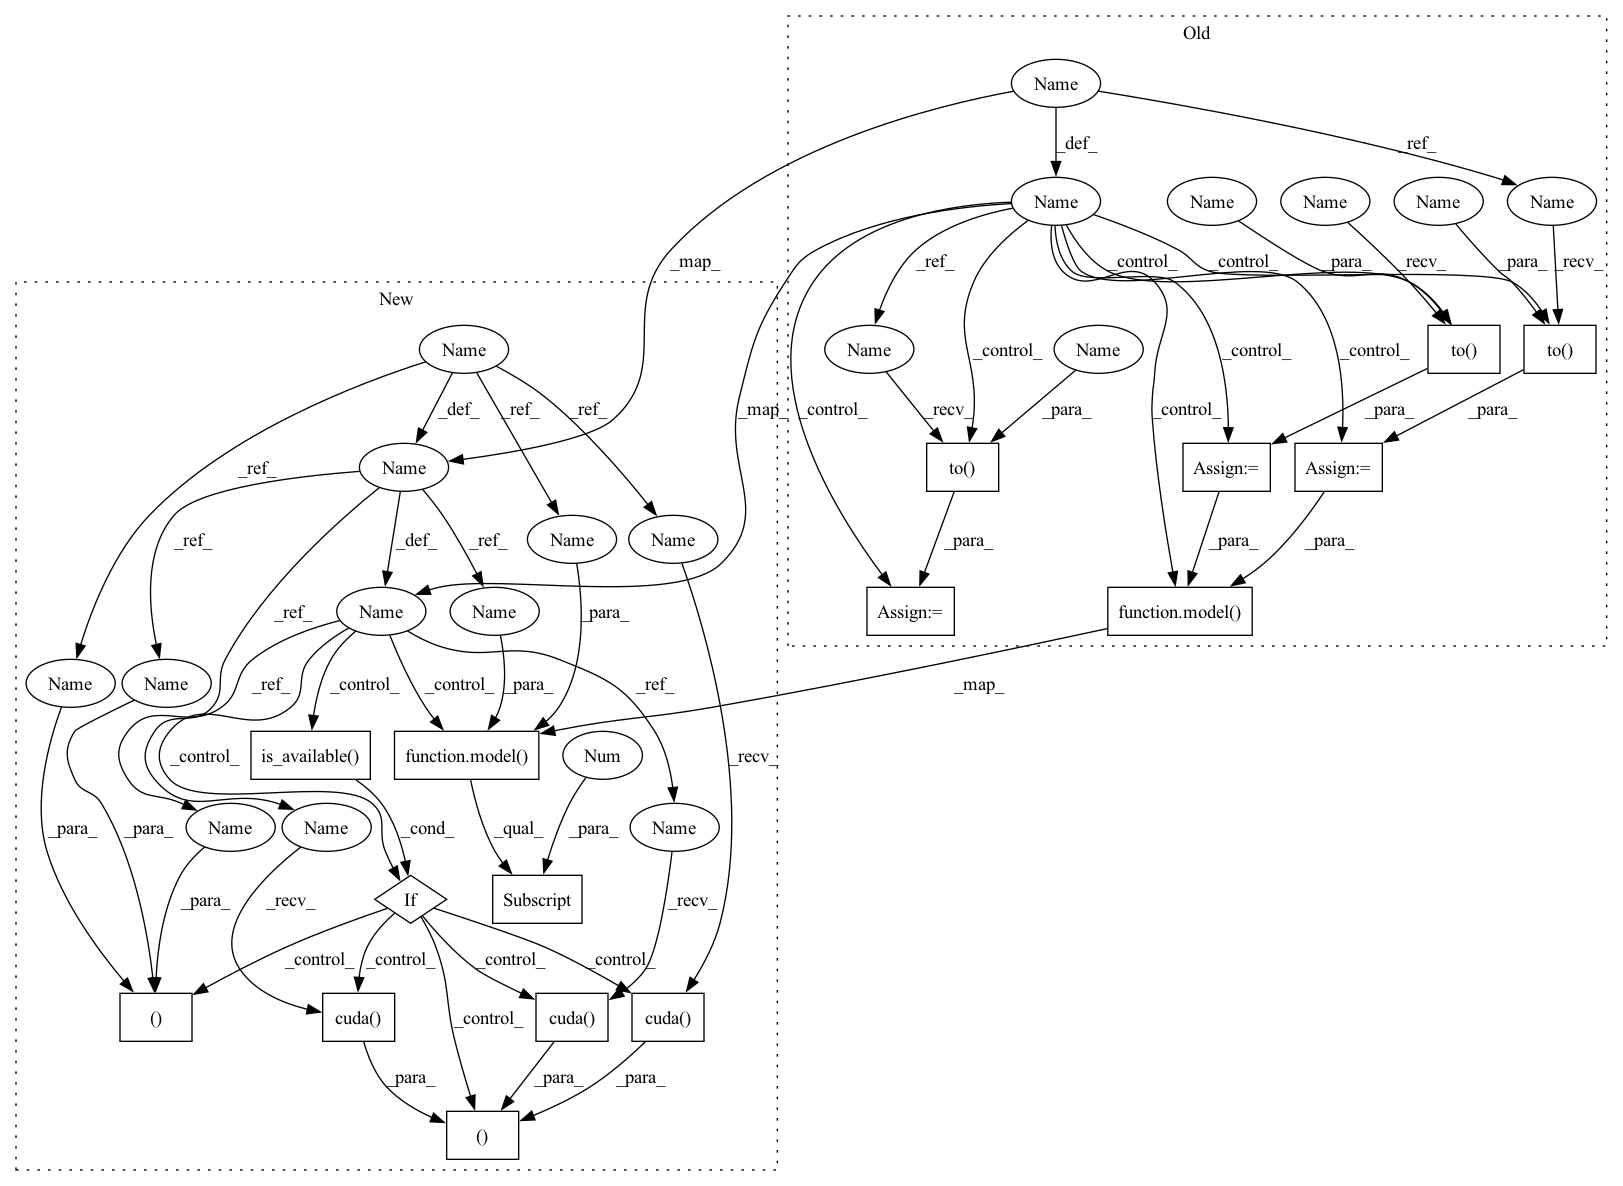 Old
Name
_def_
_ref_
Name
Name
Name
Name
Name
_map_
_ref_
_control_
_control_
_para_
_recv_
_para_
_recv_
New
Name
Name
Name
to()
to()
_control_
_control_
_control_
_def_
_ref_
_ref_
_map_
_control_
_recv_
_para_
_control_
_para_
_para_
_ref_
Name
to()
Assign:=
Assign:=
Name
Name
_ref_
_def_
_ref_
_para_
_para_
_para_
_ref_
Name
Name
_para_
Assign:=
function.model()
Name
Name
_ref_
_control_
_control_
_para_
_ref_
_map_
is_available()
function.model()
Num
_control_
_recv_
_para_
_para_
Name
Name
_cond_
_qual_
_para_
Name
_para_
_recv_
If
Subscript
_recv_
_control_
_control_
_control_
_control_
()
cuda()
_control_
cuda()
cuda()
_para_
_para_
_para_
()